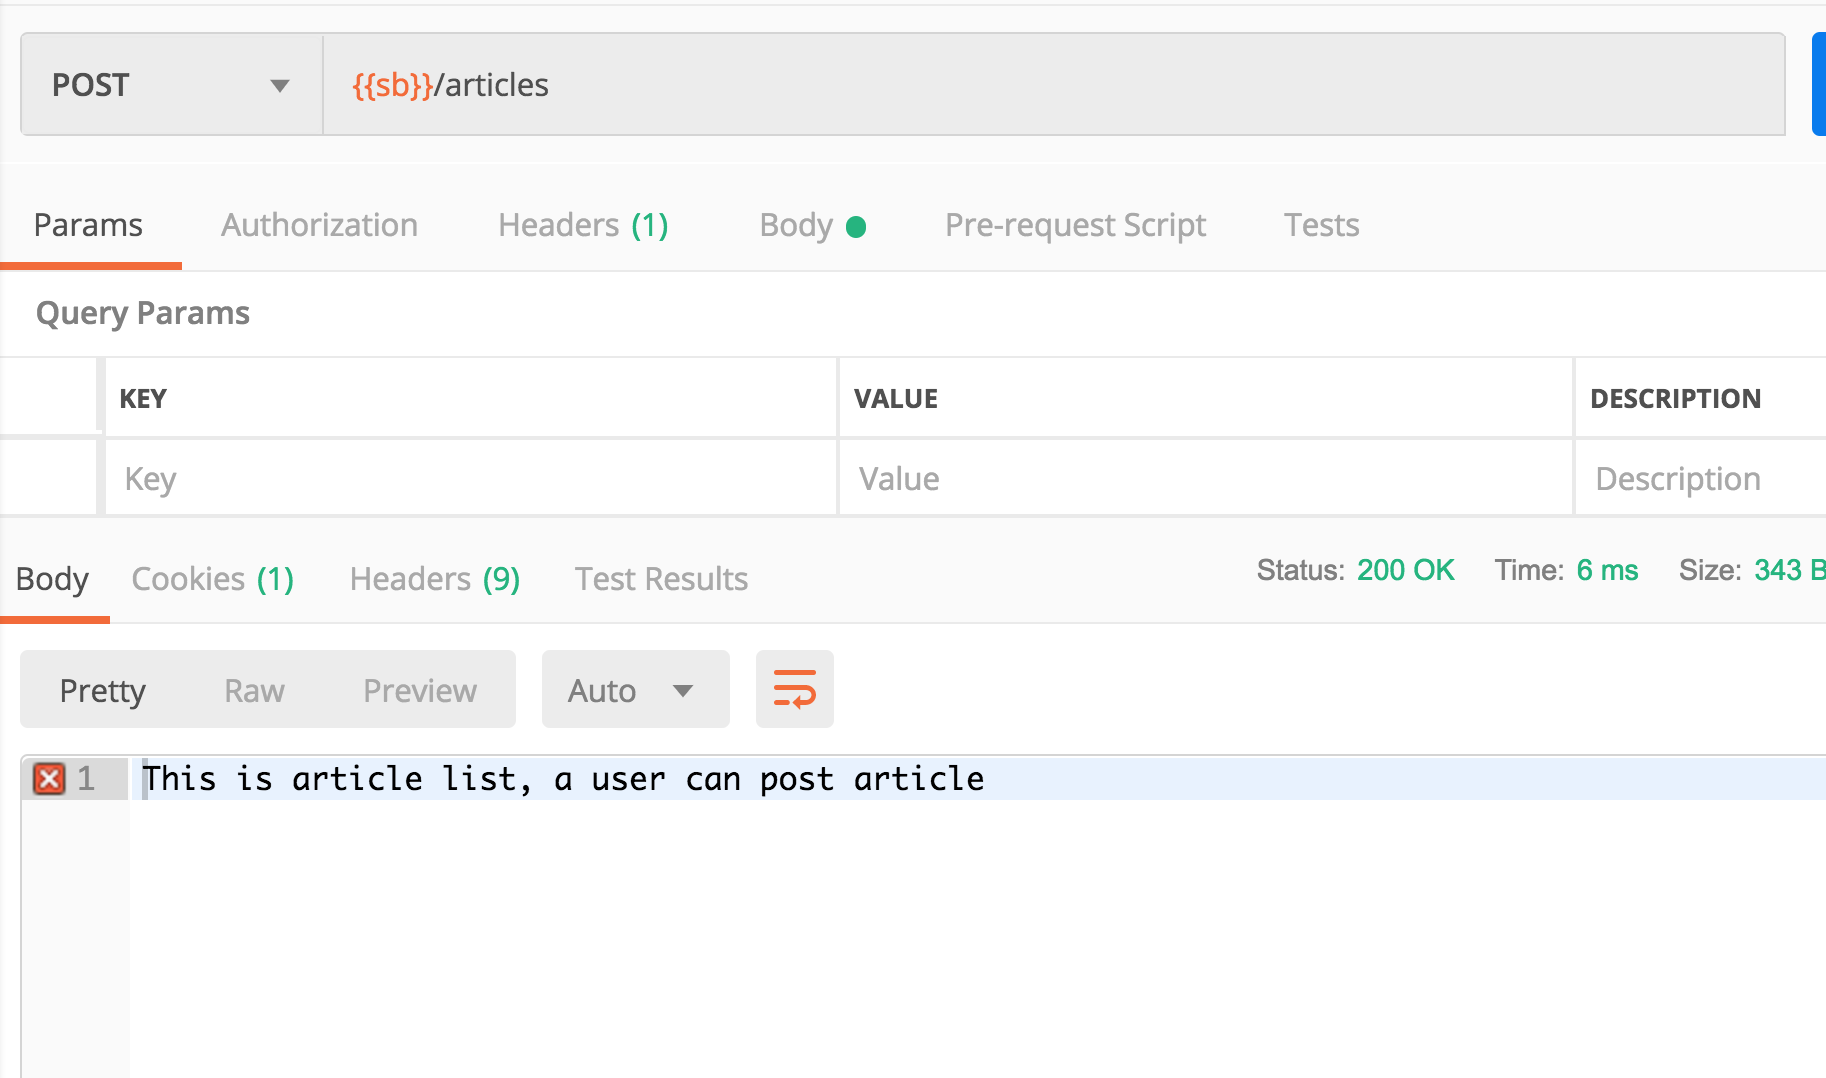 POST {{sb}}/articles
Params Authorization Headers (1) Body Pre-request Script Tests
Query Params
KEY VALUE DESCRIPTION
Key Value Description
Body Cookies (1) Headers (9) Test Results Status: 200 OK Time: 6 ms Size: 343 B
Pretty Raw Preview Auto
1 This is article list, a user can post article